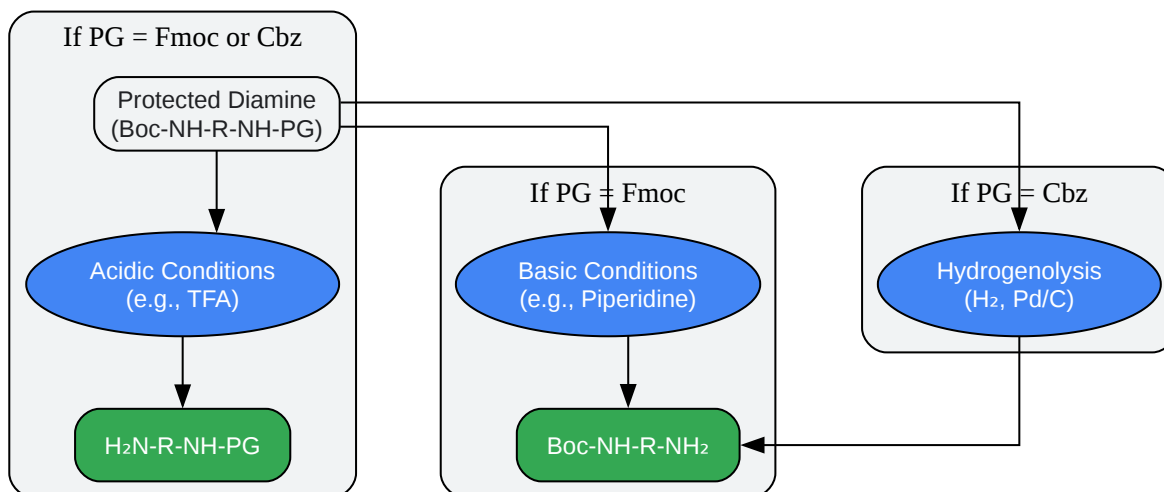 If PG = Fmoc or Cbz
Protected Diamine
(Boc-NH-R-NH-PG)
If PG = Fmoc
If PG = Cbz
Acidic Conditions
(e.g., TFA)
Basic Conditions
(e.g., Piperidine)
Hydrogenolysis
(H₂, Pd/C)
H₂N-R-NH-PG
Boc-NH-R-NH₂